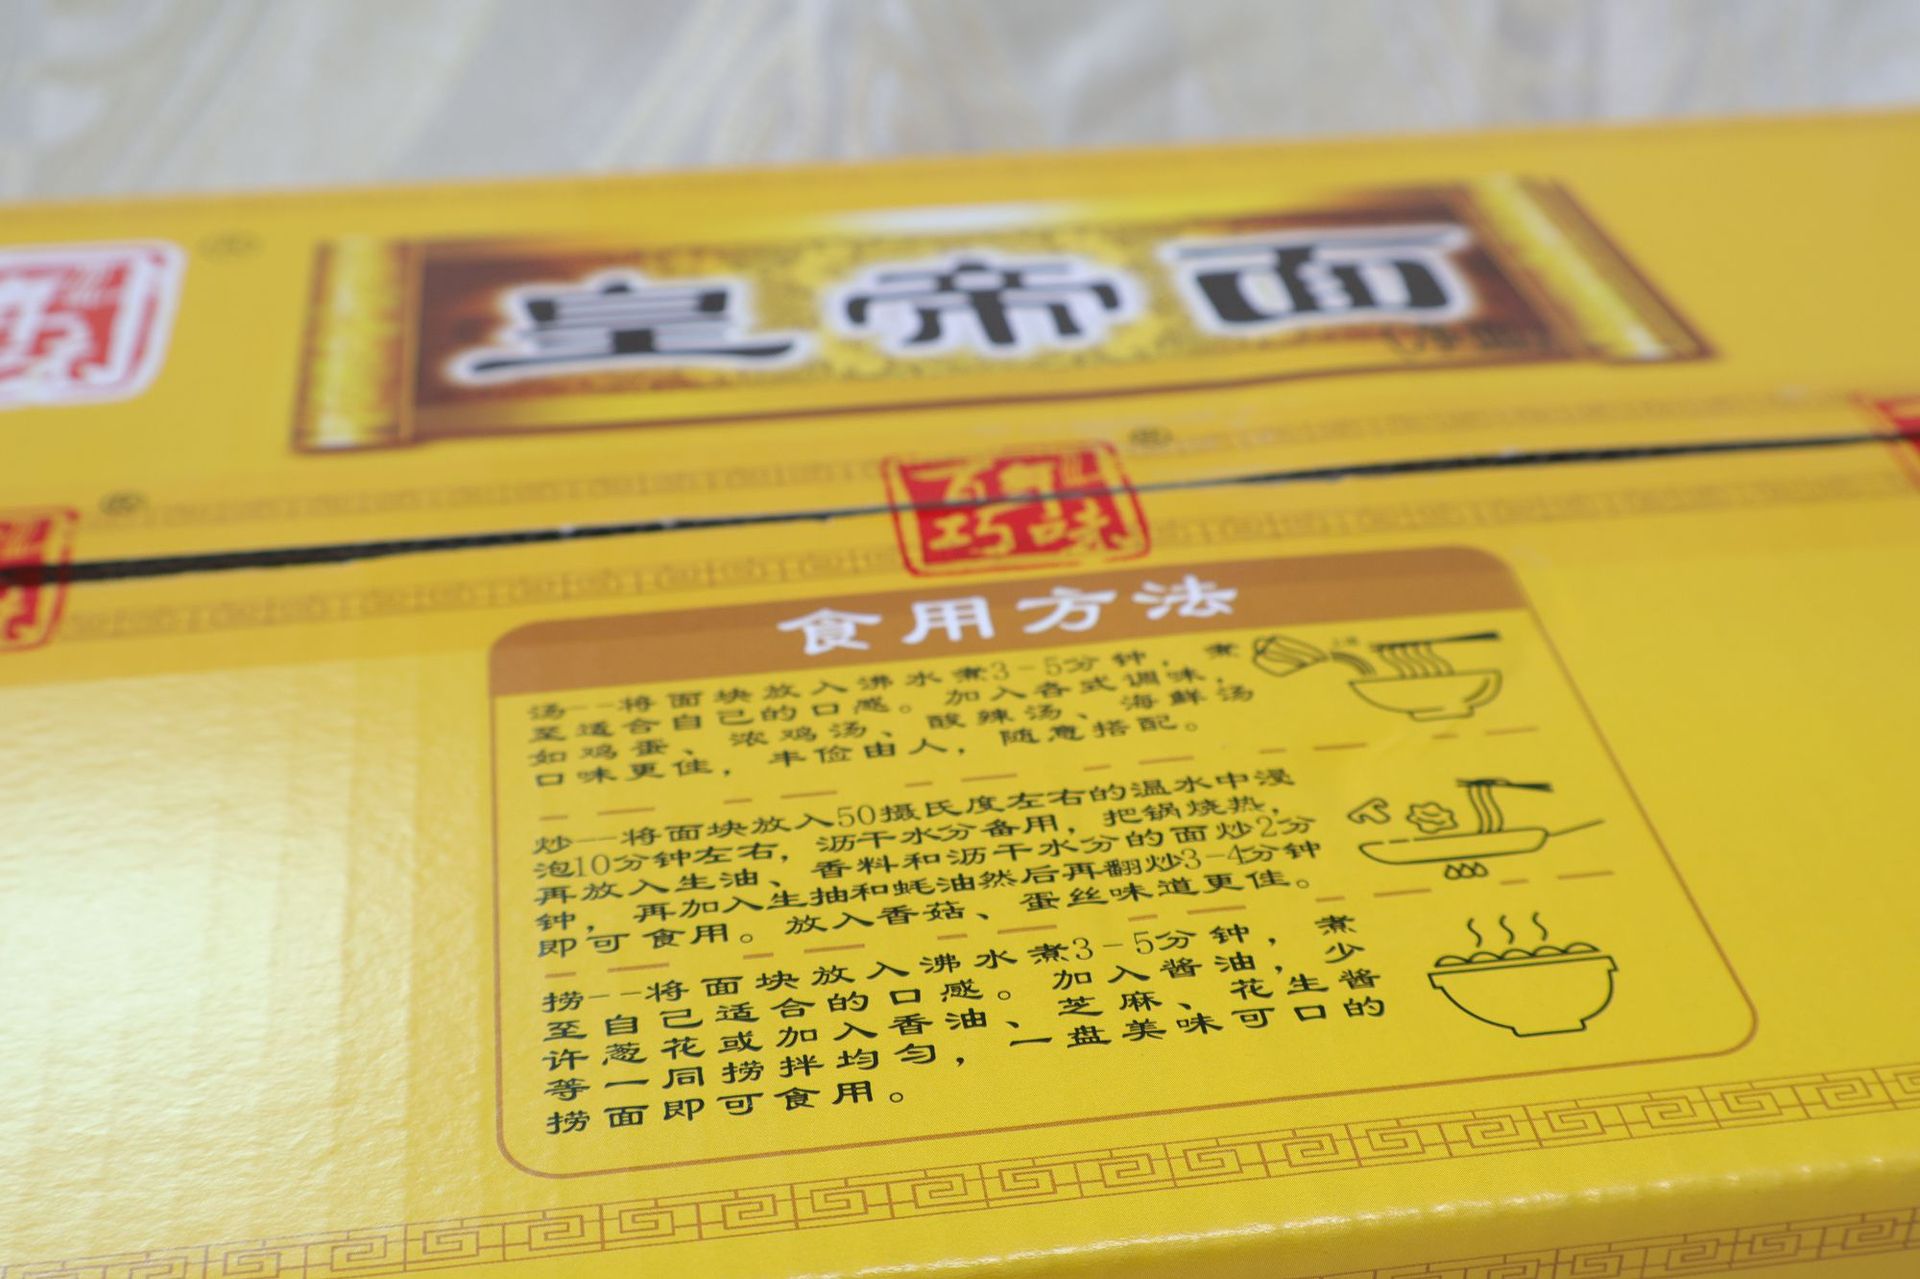 皇帝面
巧味
食用方法
汤--将面块放入沸水煮3-5分钟，煮
至适合自己的口感。加入各式调味，
如鸡蛋、浓鸡汤、酸辣汤、海鲜汤
口味更佳，丰俭由人，随意搭配。
炒--将面块放入50摄氏度左右的温水中浸
泡10分钟左右，沥干水分备用，把锅烧热，
再放入生油、香料和沥干水分的面炒2分
钟，再加入生抽和蚝油然后再翻炒3-4分钟
即可食用。放入香菇、蛋丝味道更佳。
捞--将面块放入沸水煮3-5分钟，煮
至自己适合的口感。加入酱油，少
许葱花或加入香油、芝麻、花生酱
等一同捞拌均匀，一盘美味可口的
捞面即可食用。